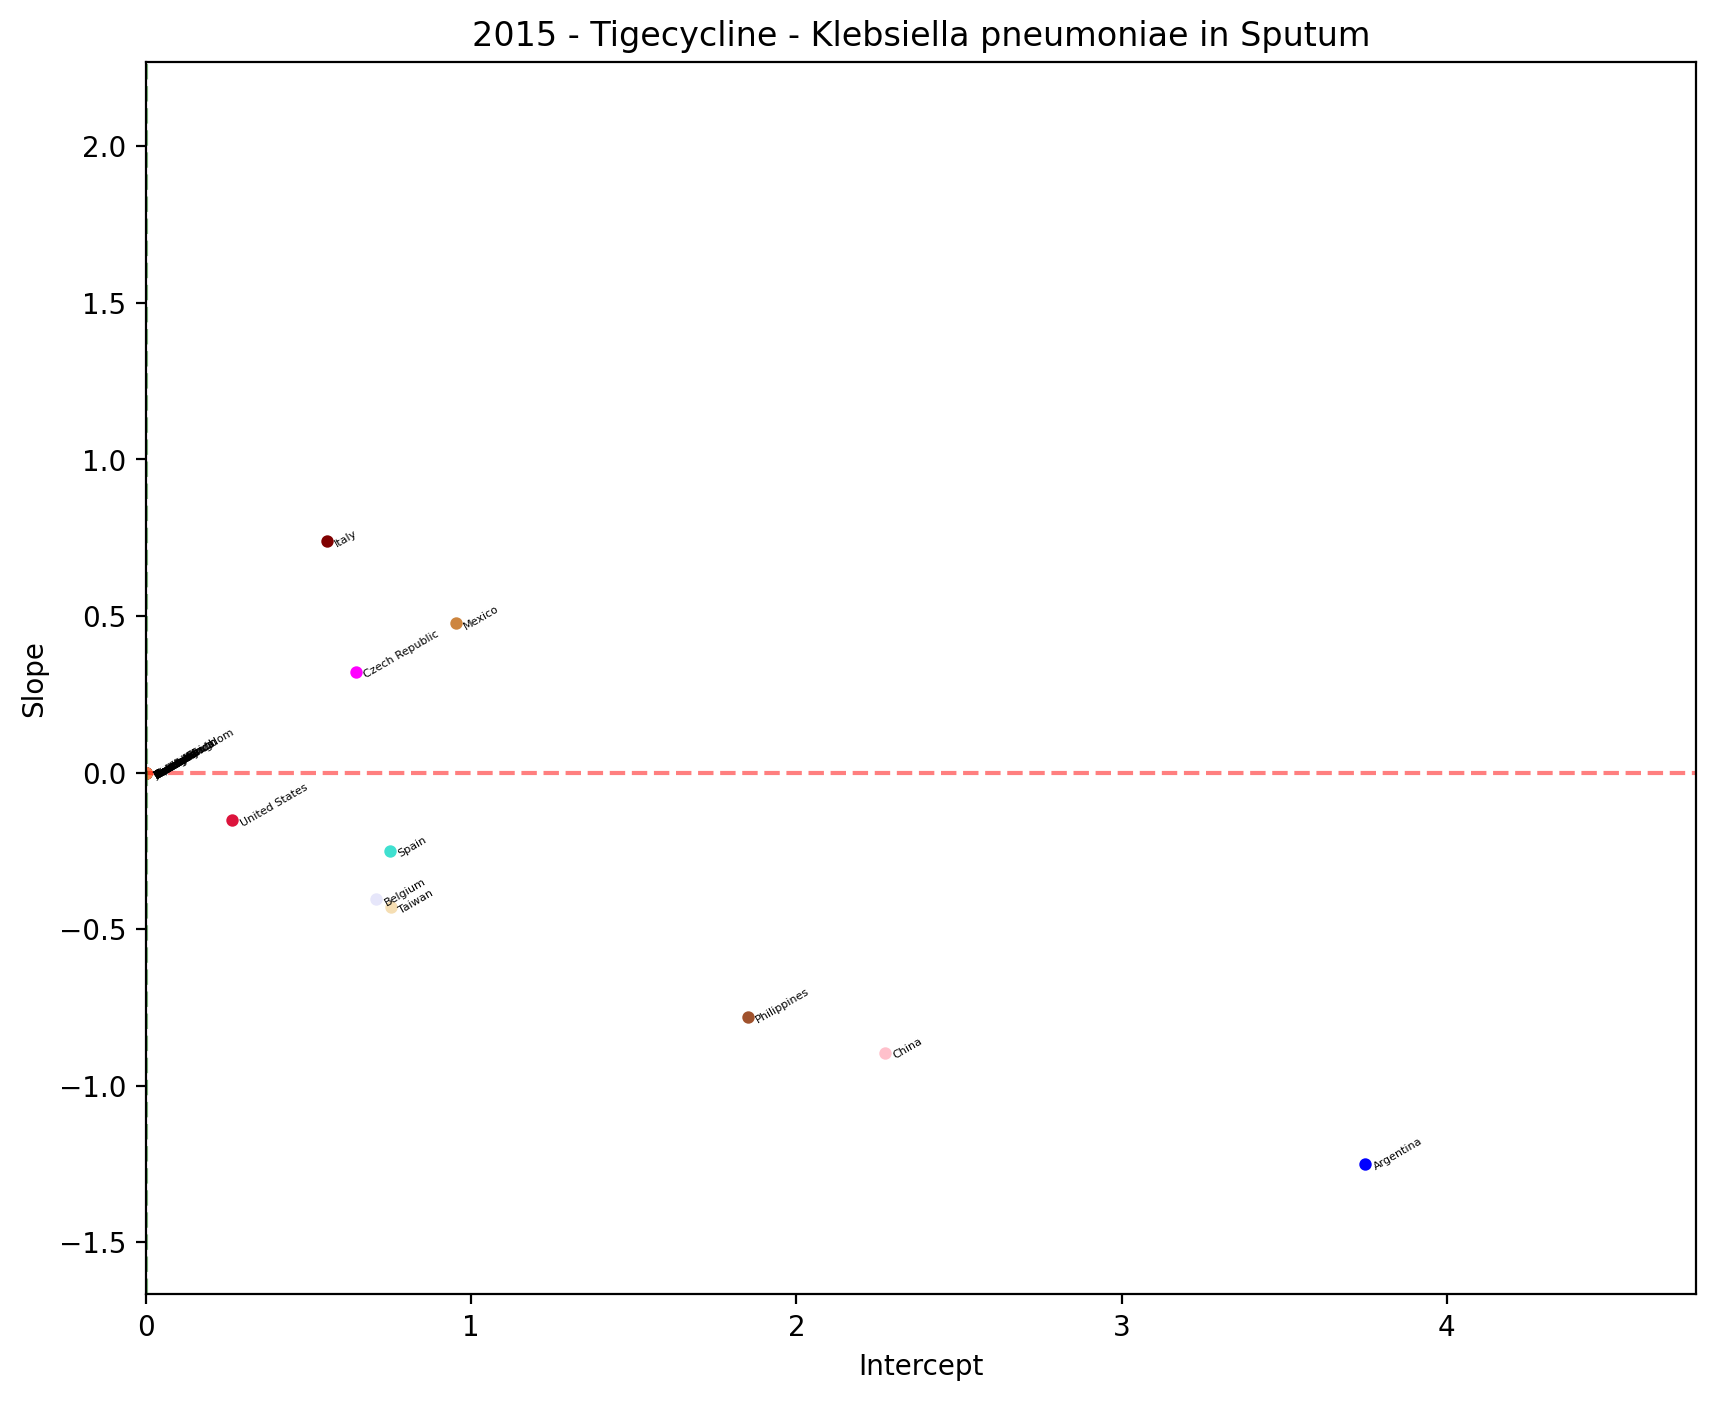 2015 - Tigecycline - Klebsiella pneumoniae in Sputum
2.0
1.5
1.0
0.5
0.0
−0.5
−1.0
−1.5
Slope
Italy
Mexico
Czech Republic
United States
Spain
Belgium
Taiwan
Philippines
China
Argentina
0
1
2
3
4
Intercept